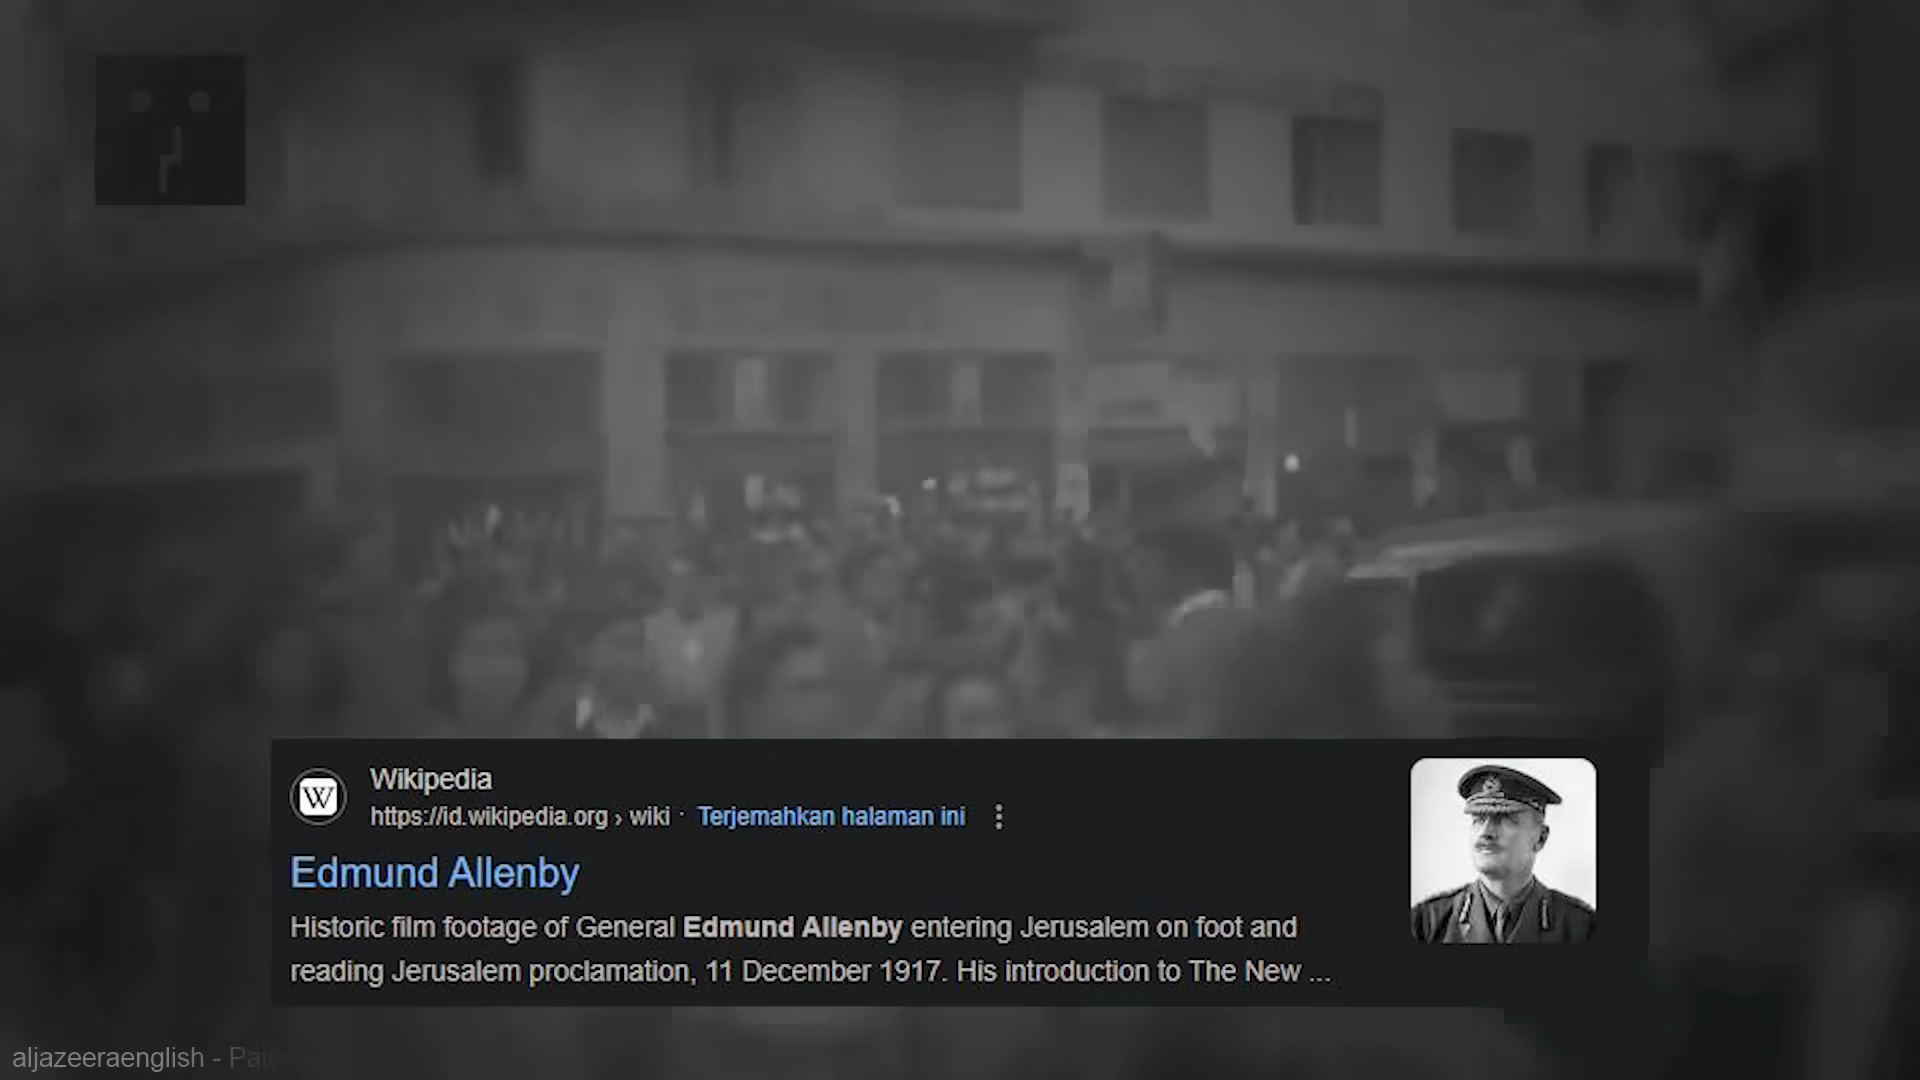 Wikipedia
https://id.wikipedia.org › wiki · Terjemahkan halaman ini
Edmund Allenby
Historic film footage of General Edmund Allenby entering Jerusalem on foot and
reading Jerusalem proclamation, 11 December 1917. His introduction to The New ...
aljazeeraenglish -